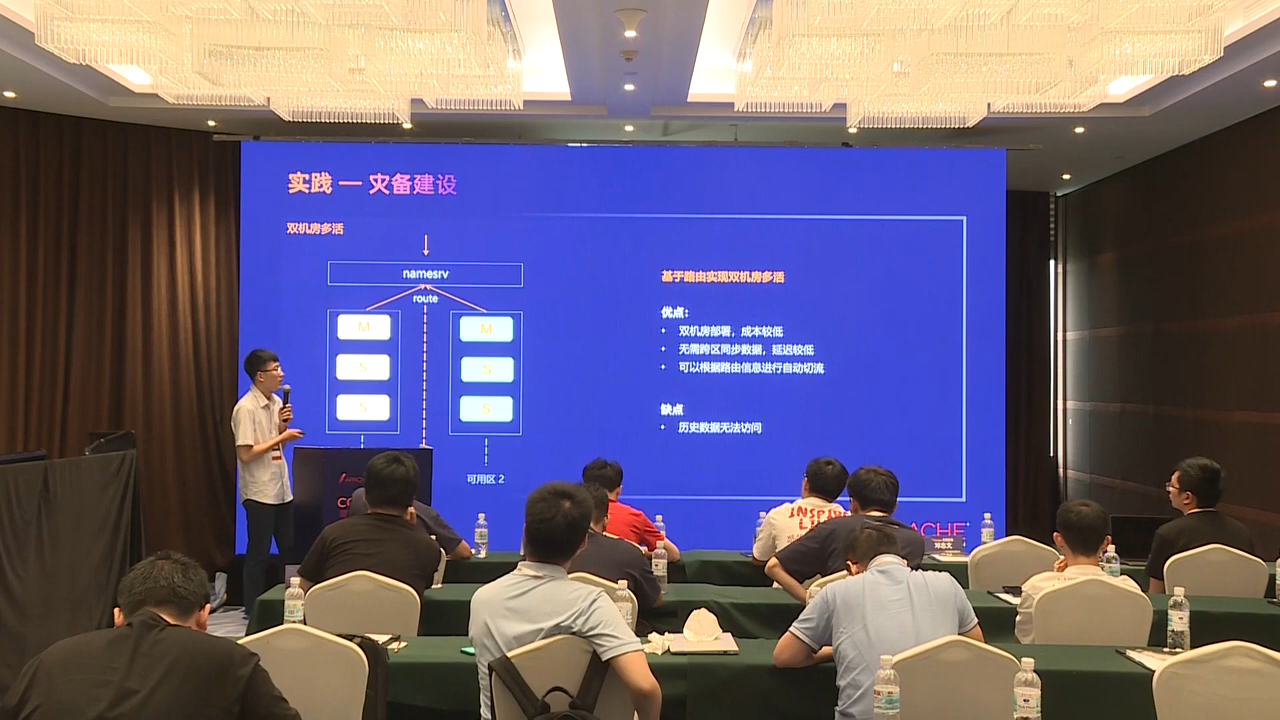 实践 — 灾备建设
双机房多活
namesrv
route
M
S
S
M
S
S
可用区 2
基于路由实现双机房多活
优点：
• 双机房部署，成本较低
• 无需跨区同步数据，延迟较低
• 可以根据路由信息进行自动切流
缺点
• 历史数据无法访问